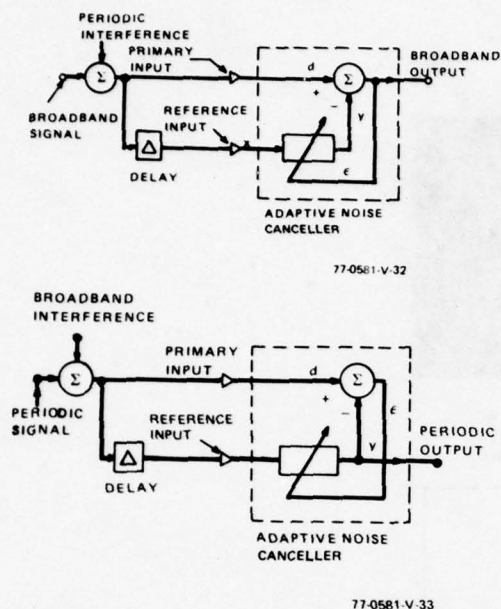 PERIODIC
INTERFERENCE
PRIMARY
INPUT
BROADBAND
OUTPUT
Σ
d
Σ
+
−
BROADBAND
SIGNAL
REFERENCE
INPUT
y
Δ
ε
DELAY
ADAPTIVE NOISE
CANCELLER
77-0581-V-32
BROADBAND
INTERFERENCE
PRIMARY
INPUT
Σ
d
Σ
+
−
ε
PERIODIC
SIGNAL
REFERENCE
INPUT
y
PERIODIC
OUTPUT
Δ
DELAY
ADAPTIVE NOISE
CANCELLER
77-0581-V-33